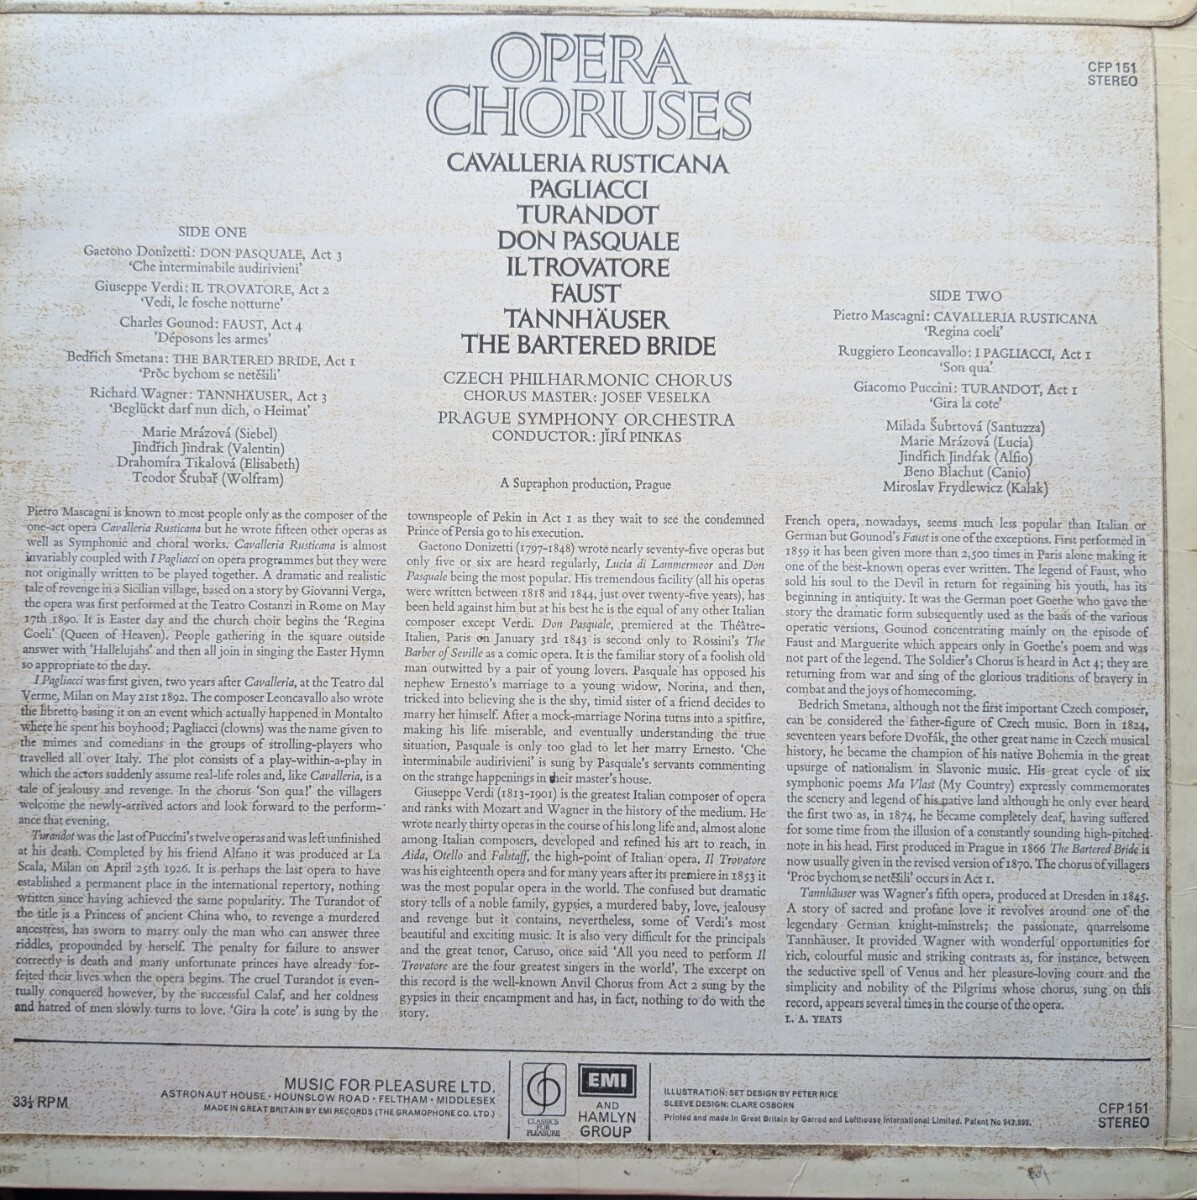 OPERA
CHORUSES
CFP 151
STEREO
CAVALLERIA RUSTICANA
PAGLIACCI
TURANDOT
DON PASQUALE
IL TROVATORE
FAUST
TANNHÄUSER
THE BARTERED BRIDE
CZECH PHILHARMONIC CHORUS
CHORUS MASTER: JOSEF VESELKA
PRAGUE SYMPHONY ORCHESTRA
CONDUCTOR: JIŘÍ PINKAS
A Supraphon production, Prague
SIDE ONE
Gaetono Donizetti: DON PASQUALE, Act 3
'Che interminabile audirivieni'
Giuseppe Verdi: IL TROVATORE, Act 2
'Vedi, le fosche notturne'
Charles Gounod: FAUST, Act 4
'Déposons les armes'
Bedřich Smetana: THE BARTERED BRIDE, Act 1
'Prŏc bychom se netěšili'
Richard Wagner: TANNHÄUSER, Act 3
'Beglückt darf nun dich, o Heimat'
Marie Mrázová (Siebel)
Jindřich Jindrak (Valentin)
Drahomíra Tikalová (Elisabeth)
Teodor Šrubař (Wolfram)
SIDE TWO
Pietro Mascagni: CAVALLERIA RUSTICANA
'Regina coeli'
Ruggiero Leoncavallo: I PAGLIACCI, Act 1
'Son qua'
Giacomo Puccini: TURANDOT, Act 1
'Gira la cote'
Milada Šubrtová (Santuzza)
Marie Mrázová (Lucia)
Jindřich Jindřak (Alfio)
Beno Blachut (Canio)
Miroslav Frydlewicz (Kalak)
Pietro Mascagni is known to most people only as the composer of the
one-act opera Cavalleria Rusticana but he wrote fifteen other operas as
well as Symphonic and choral works. Cavalleria Rusticana is almost
invariably coupled with I Pagliacci on opera programmes but they were
not originally written to be played together. A dramatic and realistic
tale of revenge in a Sicilian village, based on a story by Giovanni Verga,
the opera was first performed at the Teatro Costanzi in Rome on May
17th 1890. It is Easter day and the church choir begins the 'Regina
Coeli' (Queen of Heaven). People gathering in the square outside
answer with 'Hallelujahs' and then all join in singing the Easter Hymn
so appropriate to the day.
I Pagliacci was first given, two years after Cavalleria, at the Teatro dal
Verme, Milan on May 21st 1892. The composer Leoncavallo also wrote
the libretto basing it on an event which actually happened in Montalto
where he spent his boyhood; Pagliacci (clowns) was the name given to
the mimes and comedians in the groups of strolling-players who
travelled all over Italy. The plot consists of a play-within-a-play in
which the actors suddenly assume real-life roles and, like Cavalleria, is a
tale of jealousy and revenge. In the chorus 'Son qua!' the villagers
welcome the newly-arrived actors and look forward to the perform-
ance that evening.
Turandot was the last of Puccini's twelve operas and was left unfinished
at his death. Completed by his friend Alfano it was produced at La
Scala, Milan on April 25th 1926. It is perhaps the last opera to have
established a permanent place in the international repertory, nothing
written since having achieved the same popularity. The Turandot of
the title is a Princess of ancient China who, to revenge a murdered
ancestress, has sworn to marry only the man who can answer three
riddles, propounded by herself. The penalty for failure to answer
correctly is death and many unfortunate princes have already for-
feited their lives when the opera begins. The cruel Turandot is even-
tually conquered however, by the successful Calaf, and her coldness
and hatred of men slowly turns to love. 'Gira la cote' is sung by the
townspeople of Pekin in Act 1 as they wait to see the condemned
Prince of Persia go to his execution.
Gaetono Donizetti (1797-1848) wrote nearly seventy-five operas but
only five or six are heard regularly, Lucia di Lammermoor and Don
Pasquale being the most popular. His tremendous facility (all his operas
were written between 1818 and 1844, just over twenty-five years), has
been held against him but at his best he is the equal of any other Italian
composer except Verdi. Don Pasquale, premiered at the Théâtre-
Italien, Paris on January 3rd 1843 is second only to Rossini's The
Barber of Seville as a comic opera. It is the familiar story of a foolish old
man outwitted by a pair of young lovers. Pasquale has opposed his
nephew Ernesto's marriage to a young widow, Norina, and then,
tricked into believing she is the shy, timid sister of a friend decides to
marry her himself. After a mock-marriage Norina turns into a spitfire,
making his life miserable, and eventually understanding the true
situation, Pasquale is only too glad to let her marry Ernesto. 'Che
interminabile audirivieni' is sung by Pasquale's servants commenting
on the strange happenings in their master's house.
Giuseppe Verdi (1813-1901) is the greatest Italian composer of opera
and ranks with Mozart and Wagner in the history of the medium. He
wrote nearly thirty operas in the course of his long life and, almost alone
among Italian composers, developed and refined his art to reach, in
Aida, Otello and Falstaff, the high-point of Italian opera. Il Trovatore
was his eighteenth opera and for many years after its premiere in 1853 it
was the most popular opera in the world. The confused but dramatic
story tells of a noble family, gypsies, a murdered baby, love, jealousy
and revenge but it contains, nevertheless, some of Verdi's most
beautiful and exciting music. It is also very difficult for the principals
and the great tenor, Caruso, once said 'All you need to perform Il
Trovatore are the four greatest singers in the world'. The excerpt on
this record is the well-known Anvil Chorus from Act 2 sung by the
gypsies in their encampment and has, in fact, nothing to do with the
story.
French opera, nowadays, seems much less popular than Italian or
German but Gounod's Faust is one of the exceptions. First performed in
1859 it has been given more than 2,500 times in Paris alone making it
one of the best-known operas ever written. The legend of Faust, who
sold his soul to the Devil in return for regaining his youth, has its
beginning in antiquity. It was the German poet Goethe who gave the
story the dramatic form subsequently used as the basis of the various
operatic versions, Gounod concentrating mainly on the episode of
Faust and Marguerite which appears only in Goethe's poem and was
not part of the legend. The Soldier's Chorus is heard in Act 4; they are
returning from war and sing of the glorious traditions of bravery in
combat and the joys of homecoming.
Bedrich Smetana, although not the first important Czech composer,
can be considered the father-figure of Czech music. Born in 1824,
seventeen years before Dvořák, the other great name in Czech musical
history, he became the champion of his native Bohemia in the great
upsurge of nationalism in Slavonic music. His great cycle of six
symphonic poems Ma Vlast (My Country) expressly commemorates
the scenery and legend of his native land although he only ever heard
the first two as, in 1874, he became completely deaf, having suffered
for some time from the illusion of a constantly sounding high-pitched
note in his head. First produced in Prague in 1866 The Bartered Bride is
now usually given in the revised version of 1870. The chorus of villagers
'Proc bychom se netěšili' occurs in Act 1.
Tannhäuser was Wagner's fifth opera, produced at Dresden in 1845.
A story of sacred and profane love it revolves around one of the
legendary German knight-minstrels; the passionate, quarrelsome
Tannhäuser. It provided Wagner with wonderful opportunities for
rich, colourful music and striking contrasts as, for instance, between
the seductive spell of Venus and her pleasure-loving court and the
simplicity and nobility of the Pilgrims whose chorus, sung on this
record, appears several times in the course of the opera.
L. A. YEATS
33⅓ RPM
MUSIC FOR PLEASURE LTD.
ASTRONAUT HOUSE · HOUNSLOW ROAD · FELTHAM · MIDDLESEX
MADE IN GREAT BRITAIN BY EMI RECORDS (THE GRAMOPHONE CO. LTD.)
CLASSICS
FOR
PLEASURE
EMI
AND
HAMLYN
GROUP
ILLUSTRATION: SET DESIGN BY PETER RICE
SLEEVE DESIGN: CLARE OSBORN
Printed and made in Great Britain by Garrod and Lofthouse International Limited. Patent No 943,895.
CFP 151
STEREO